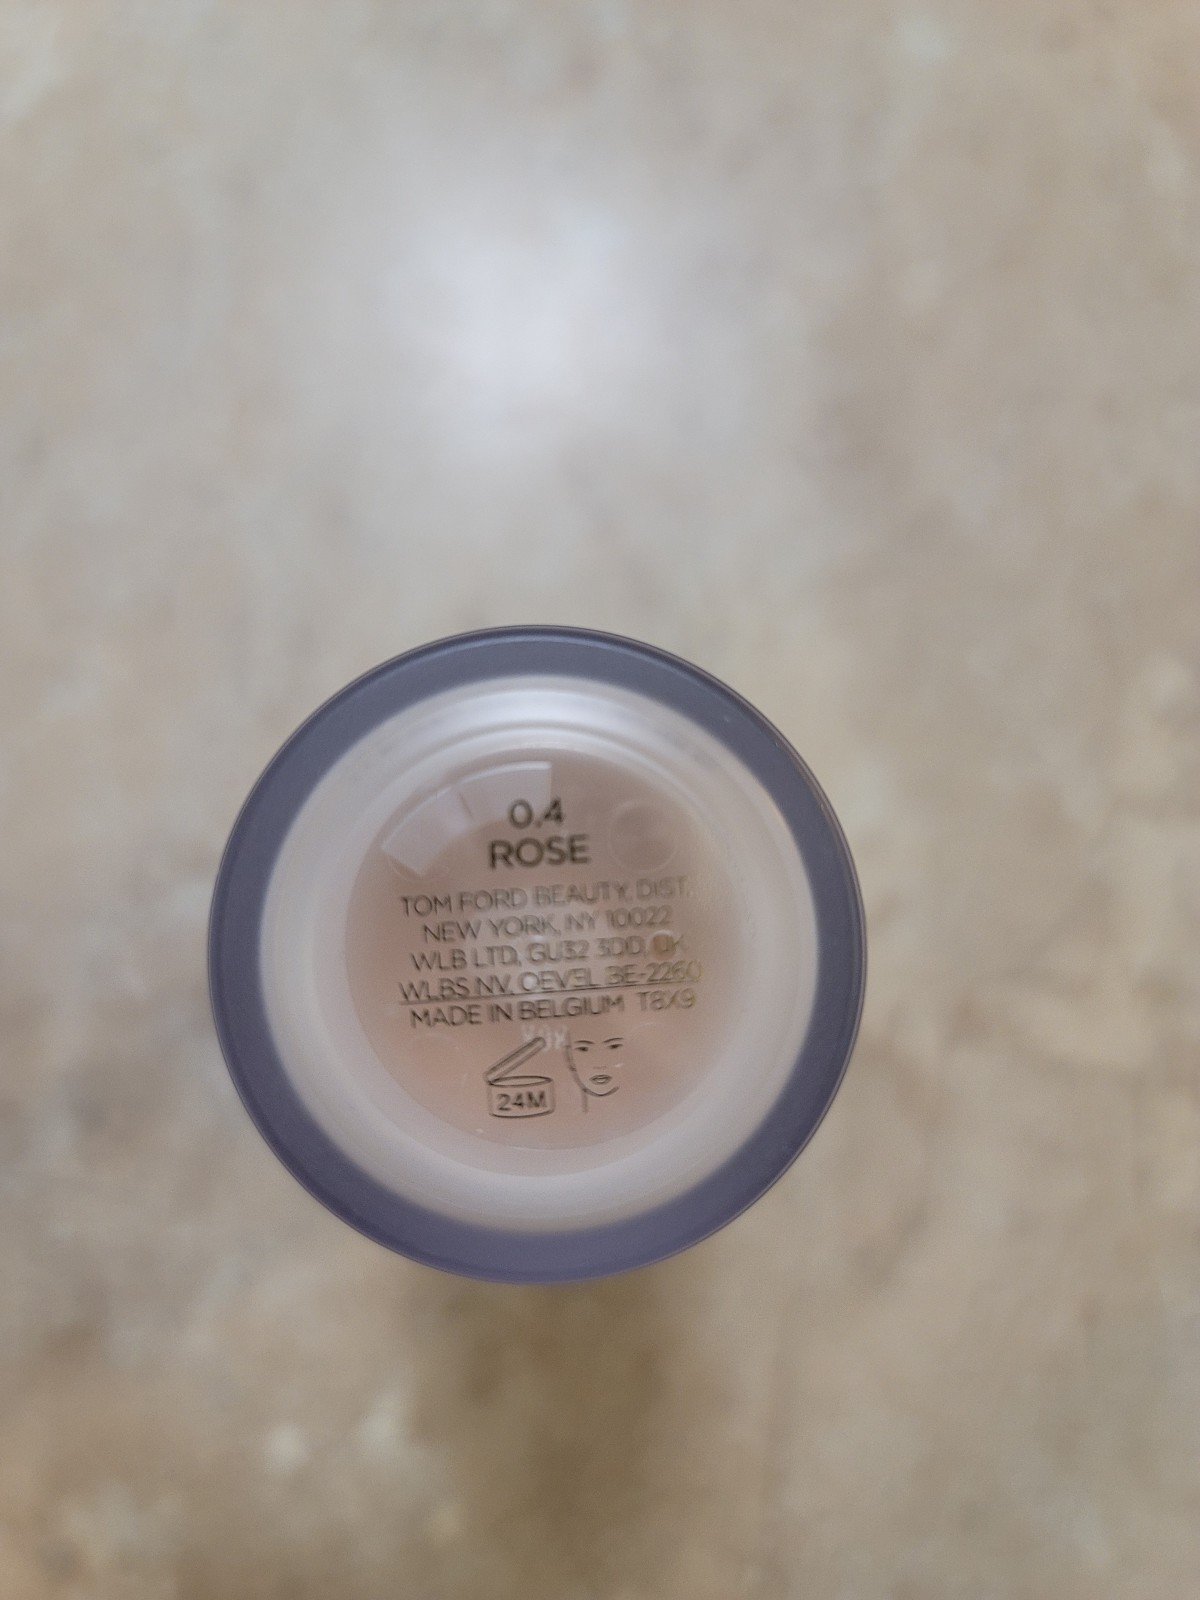 0.4
ROSE
TOM FORD BEAUTY, DIST.
NEW YORK, NY 10022
WLB LTD, GU32 3DD, UK
WLBS NV, OEVEL BE-2260
MADE IN BELGIUM T8X9
24M